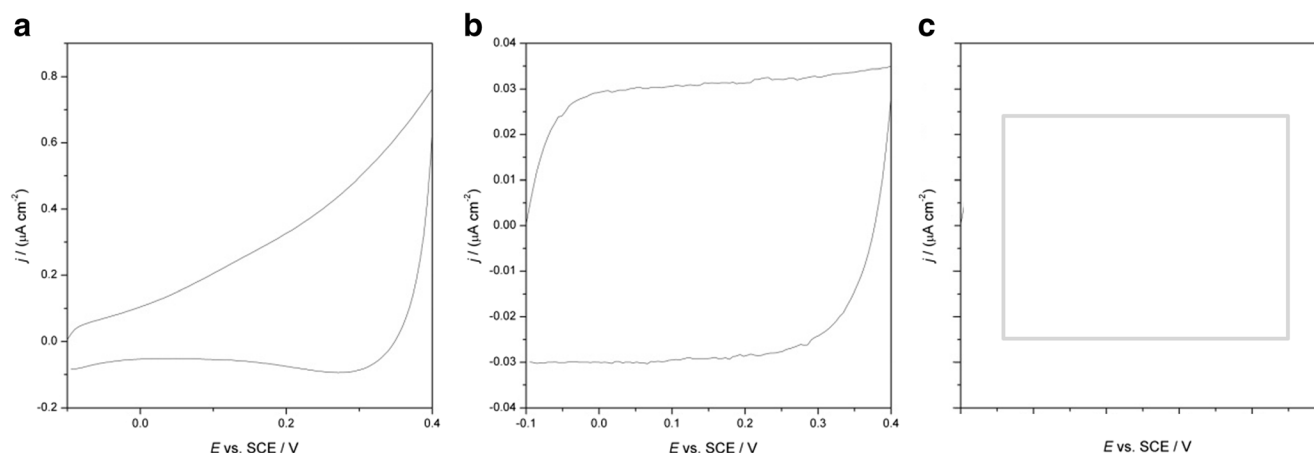 a
0.8
0.6
0.4
0.2
0.0
-0.2
j / (μA cm-2)
0.0 0.2 0.4
E vs. SCE / V
b
0.04
0.03
0.02
0.01
0.00
-0.01
-0.02
-0.03
-0.04
j / (μA cm-2)
-0.1 0.0 0.1 0.2 0.3 0.4
E vs. SCE / V
c
j / (μA cm-2)
E vs. SCE / V